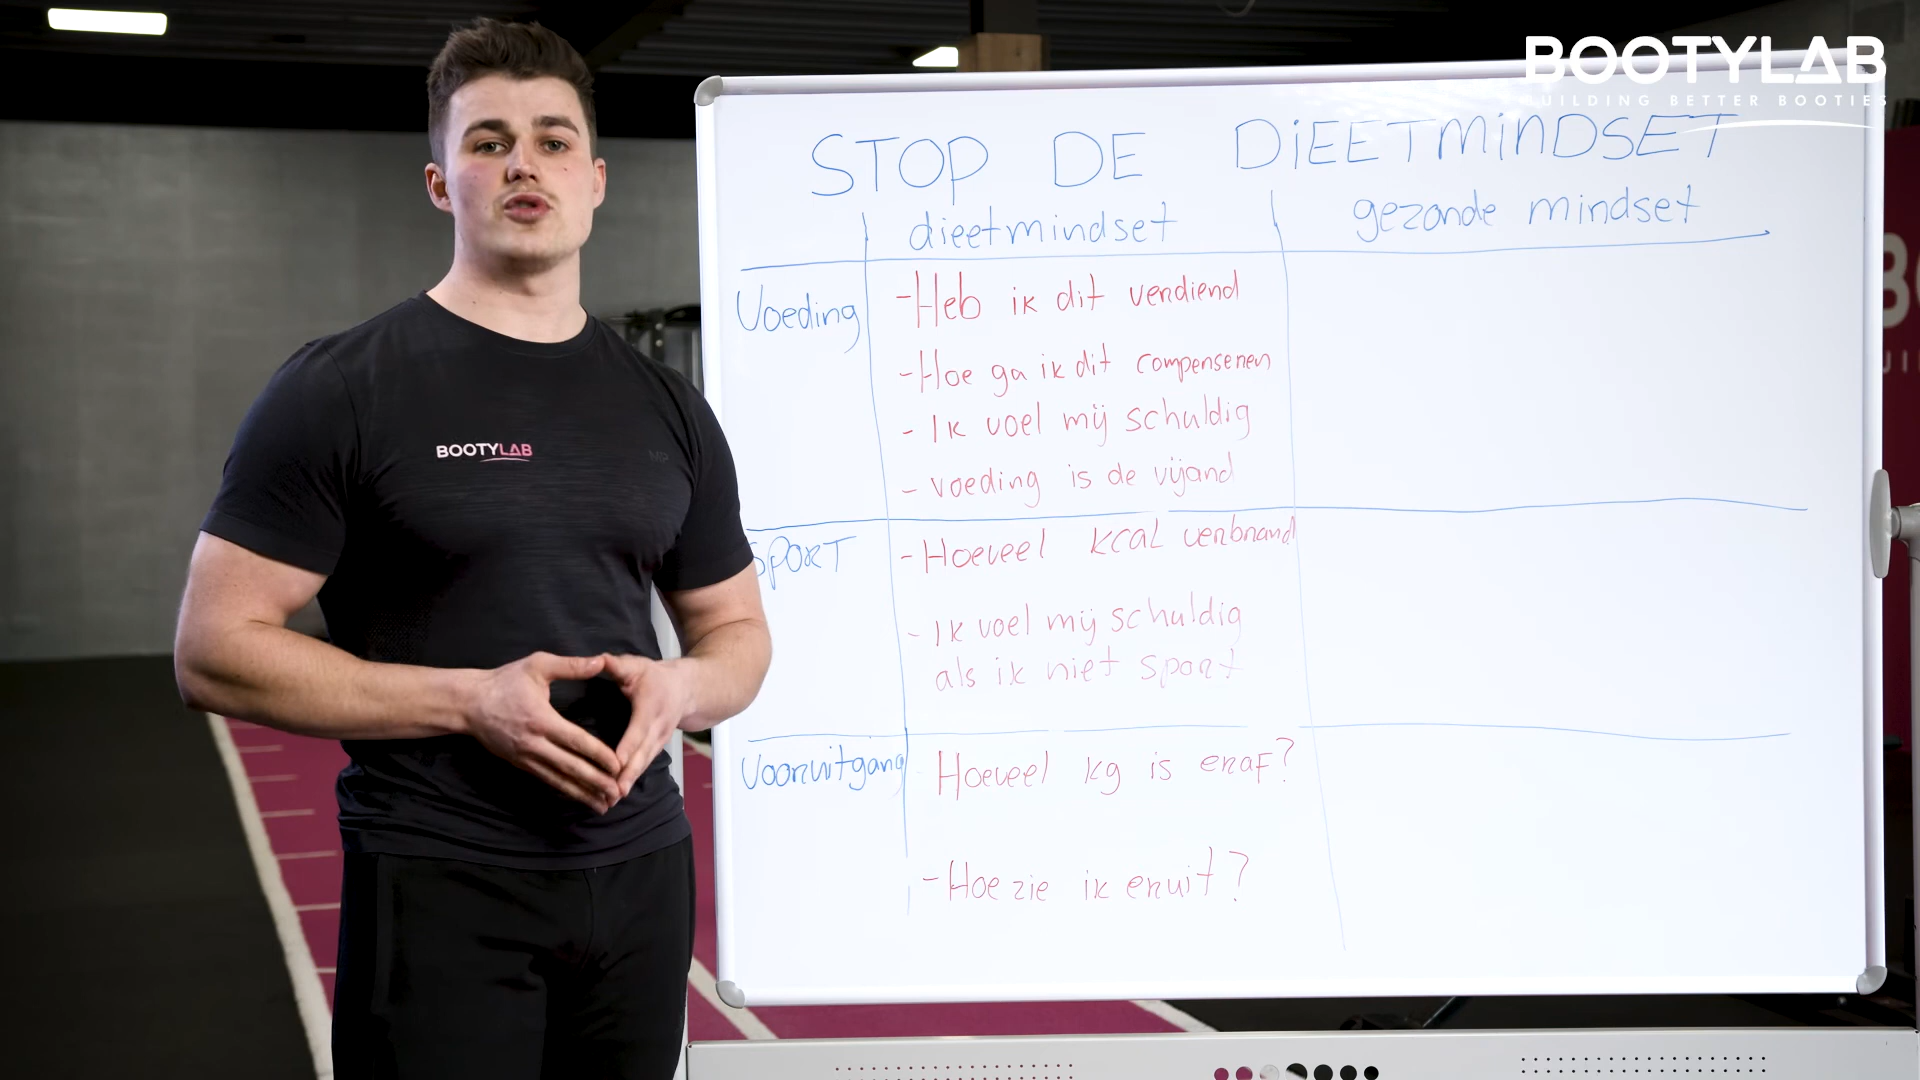 BOOTYLAB
BUILDING BETTER BOOTIES
STOP DE DiEETMiNDSET
dieetmindset
gezonde mindset
Voeding
-Heb ik dit verdiend
-Hoe ga ik dit compenseren
- Ik voel mij schuldig
- voeding is de vijand
SPORT
-Hoeveel kcal verbrand
- Ik voel mij schuldig
als ik niet sport
Vooruitgang
- Hoeveel kg is eraf?
-Hoe zie ik eruit?
BOOTYLAB